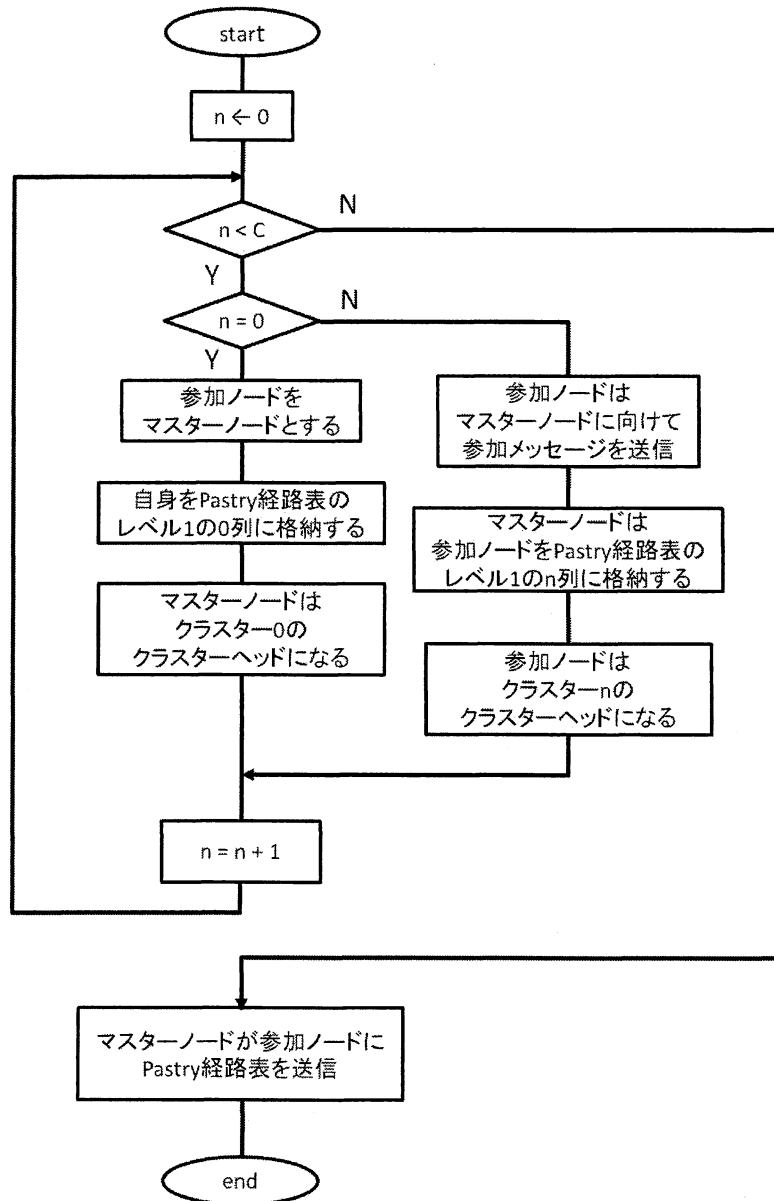 start
n ← 0
n < C
N
Y
n = 0
N
Y
参加ノードを
マスターノードとする
自身をPastry経路表の
レベル1の0列に格納する
マスターノードは
クラスター0の
クラスターヘッドになる
参加ノードは
マスターノードに向けて
参加メッセージを送信
マスターノードは
参加ノードをPastry経路表の
レベル1のn列に格納する
参加ノードは
クラスターnの
クラスターヘッドになる
n = n + 1
マスターノードが参加ノードに
Pastry経路表を送信
end